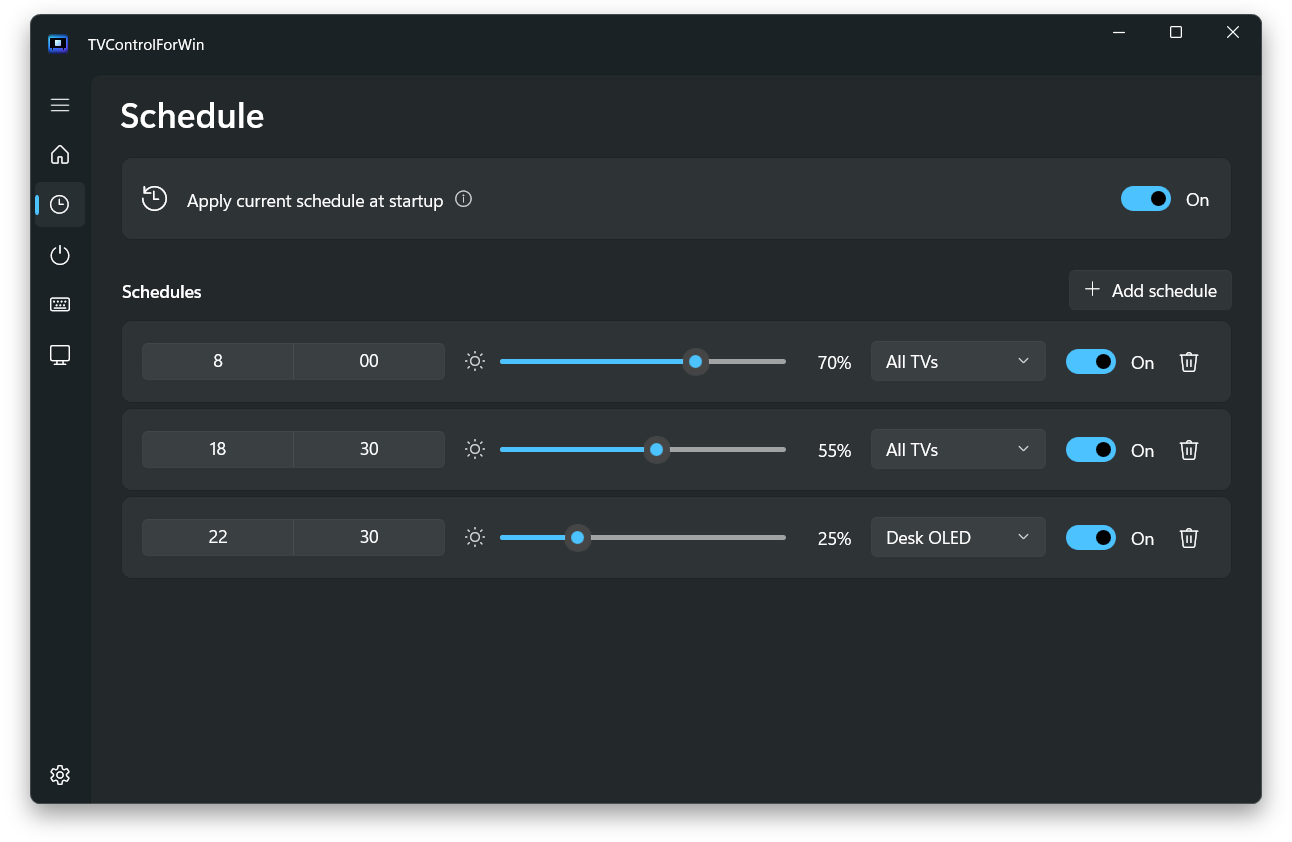 TVControlForWin
Schedule
Apply current schedule at startup On
Schedules Add schedule
8 00 70% All TVs On
18 30 55% All TVs On
22 30 25% Desk OLED On